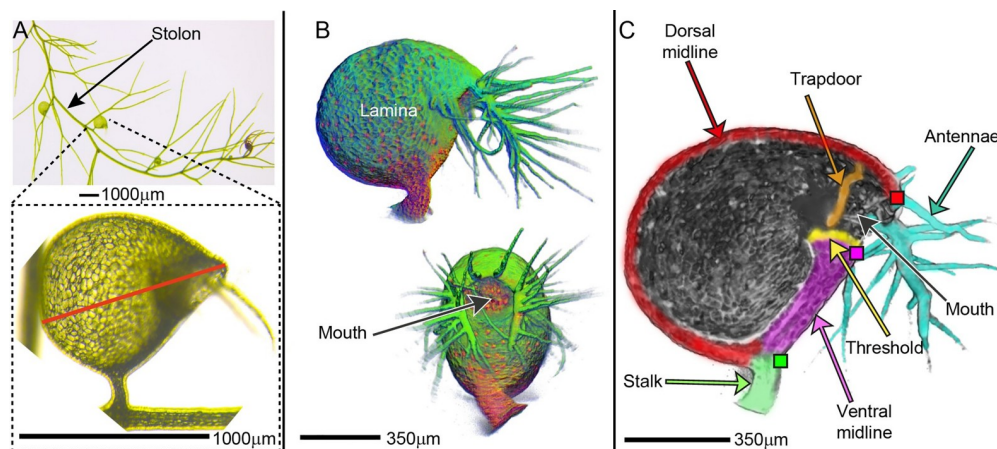 A
Stolon
1000μm
1000μm
B
Lamina
Mouth
350μm
C
Dorsal
midline
Trapdoor
Antennae
Mouth
Threshold
Stalk
Ventral
midline
350μm